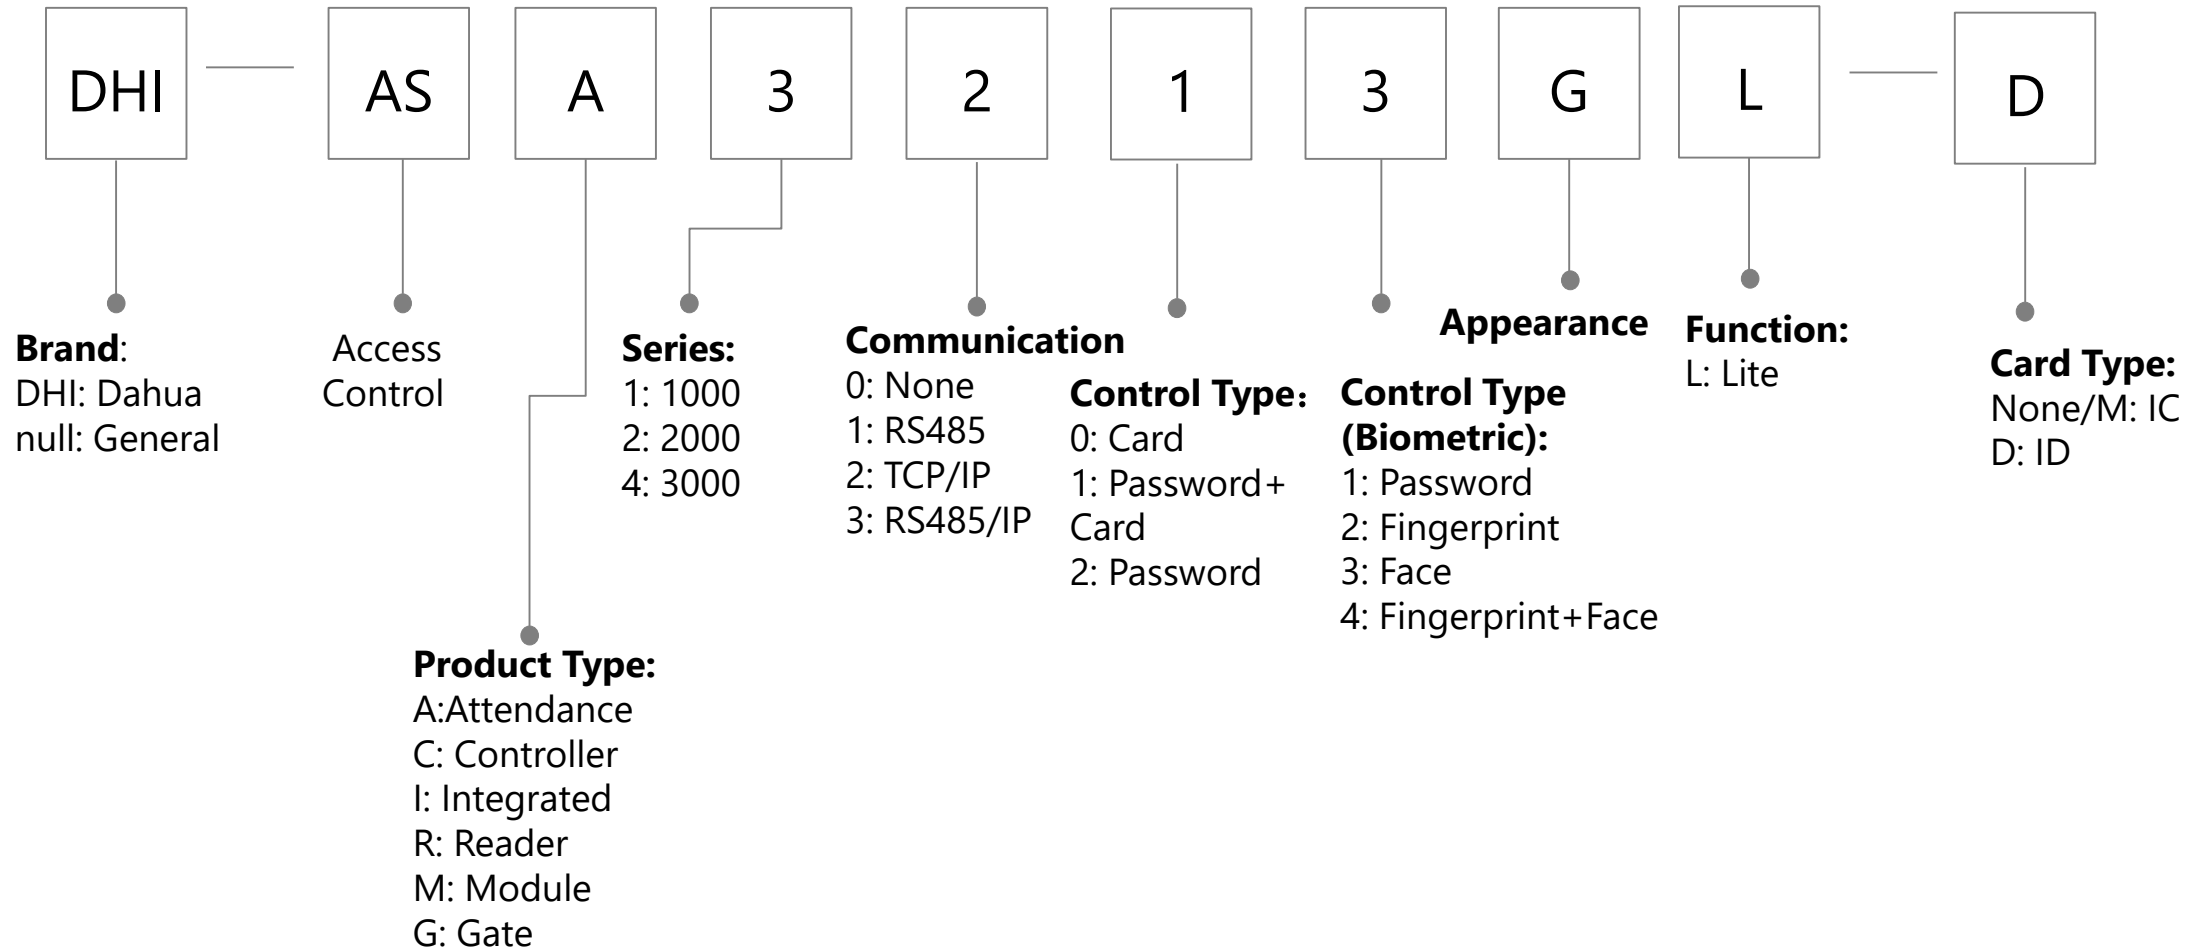 DHI
AS
A
3
2
1
3
G
L
D
Brand:
DHI: Dahua
null: General
Access
Control
Product Type:
A:Attendance
C: Controller
I: Integrated
R: Reader
M: Module
G: Gate
Series:
1: 1000
2: 2000
4: 3000
Communication
0: None
1: RS485
2: TCP/IP
3: RS485/IP
Control Type：
0: Card
1: Password+
Card
2: Password
Control Type
(Biometric):
1: Password
2: Fingerprint
3: Face
4: Fingerprint+Face
Appearance
Function:
L: Lite
Card Type:
None/M: IC
D: ID